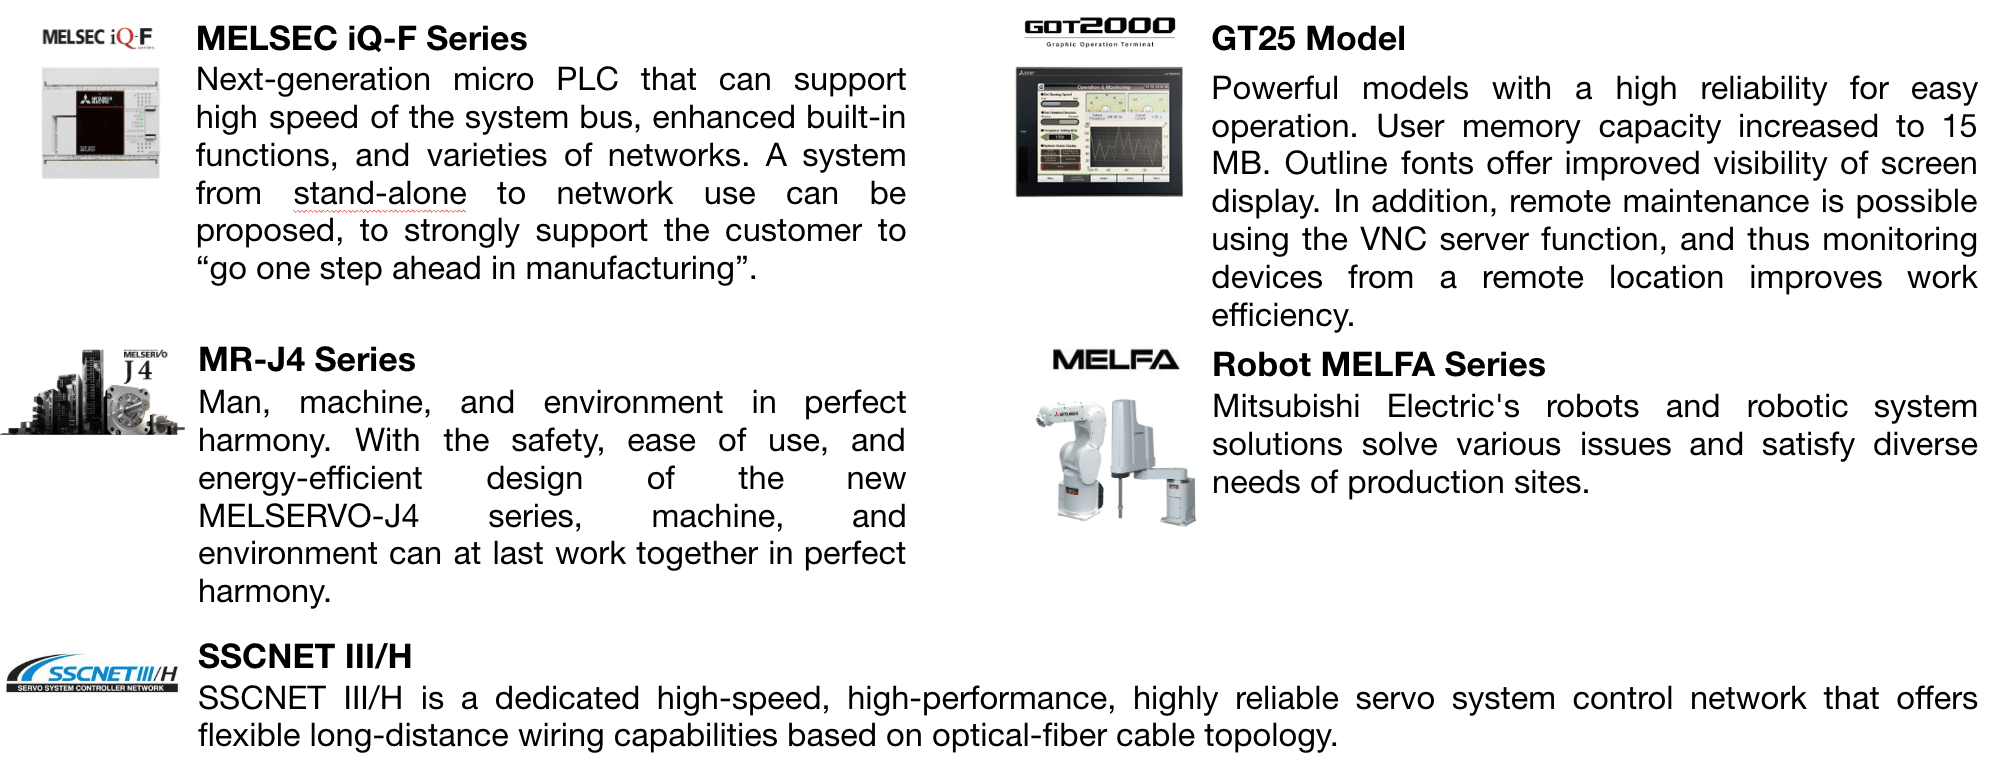 MELSEC iQ-F
series
MELSEC iQ-F Series
Next-generation micro PLC that can support
high speed of the system bus, enhanced built-in
functions, and varieties of networks. A system
from stand-alone to network use can be
proposed, to strongly support the customer to
“go one step ahead in manufacturing”.
GOT2000
Graphic Operation Terminal
Operation & Monitoring
GT25 Model
Powerful models with a high reliability for easy
operation. User memory capacity increased to 15
MB. Outline fonts offer improved visibility of screen
display. In addition, remote maintenance is possible
using the VNC server function, and thus monitoring
devices from a remote location improves work
efficiency.
MELSERVO
J4
MR-J4 Series
Man, machine, and environment in perfect
harmony. With the safety, ease of use, and
energy-efficient design of the new
MELSERVO-J4 series, machine, and
environment can at last work together in perfect
harmony.
MELFA
MITSUBISHI
Robot MELFA Series
Mitsubishi Electric's robots and robotic system
solutions solve various issues and satisfy diverse
needs of production sites.
SSCNETIII/H
SERVO SYSTEM CONTROLLER NETWORK
SSCNET III/H
SSCNET III/H is a dedicated high-speed, high-performance, highly reliable servo system control network that offers
flexible long-distance wiring capabilities based on optical-fiber cable topology.